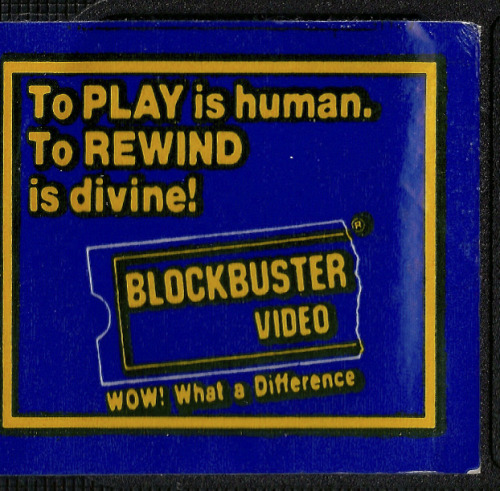 To PLAY is human.
To REWIND
is divine!
®
BLOCKBUSTER
VIDEO
WOW! What a Difference